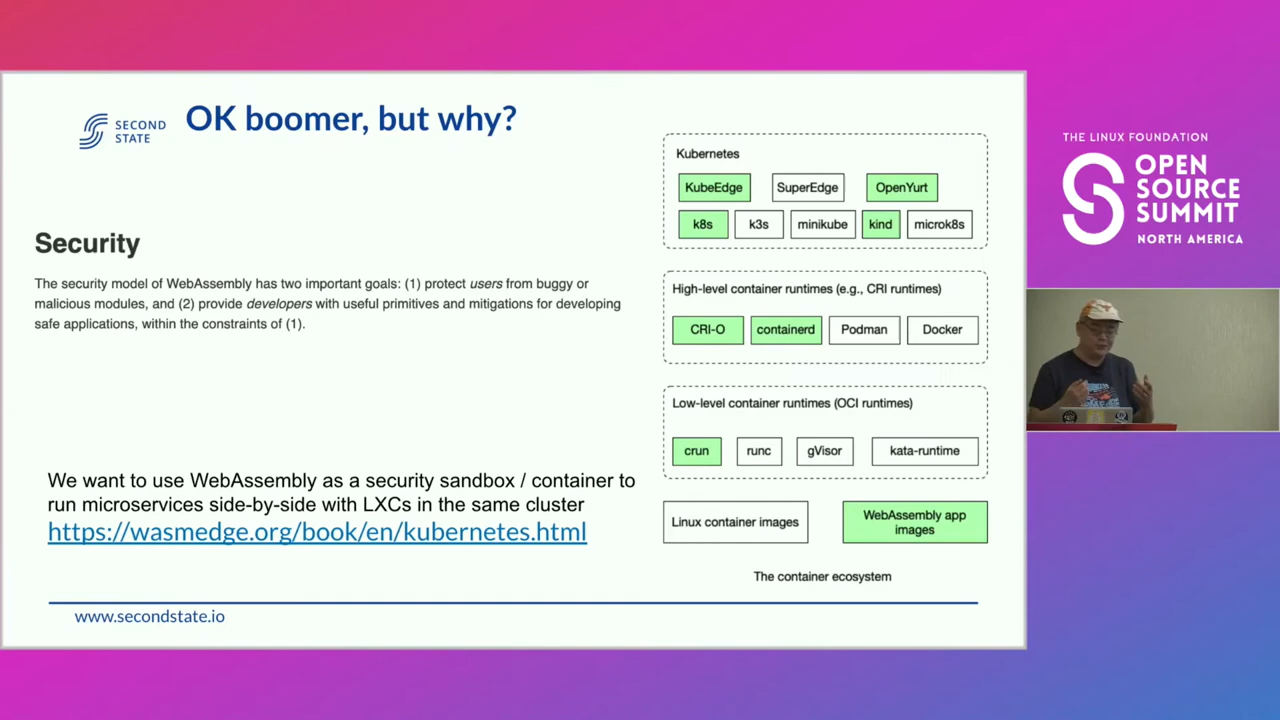 SECOND
STATE
OK boomer, but why?
Security
The security model of WebAssembly has two important goals: (1) protect users from buggy or
malicious modules, and (2) provide developers with useful primitives and mitigations for developing
safe applications, within the constraints of (1).
We want to use WebAssembly as a security sandbox / container to
run microservices side-by-side with LXCs in the same cluster
https://wasmedge.org/book/en/kubernetes.html
Kubernetes
KubeEdge
SuperEdge
OpenYurt
k8s
k3s
minikube
kind
microk8s
High-level container runtimes (e.g., CRI runtimes)
CRI-O
containerd
Podman
Docker
Low-level container runtimes (OCI runtimes)
crun
runc
gVisor
kata-runtime
Linux container images
WebAssembly app
images
The container ecosystem
www.secondstate.io
THE LINUX FOUNDATION
OPEN
SOURCE
SUMMIT
NORTH AMERICA